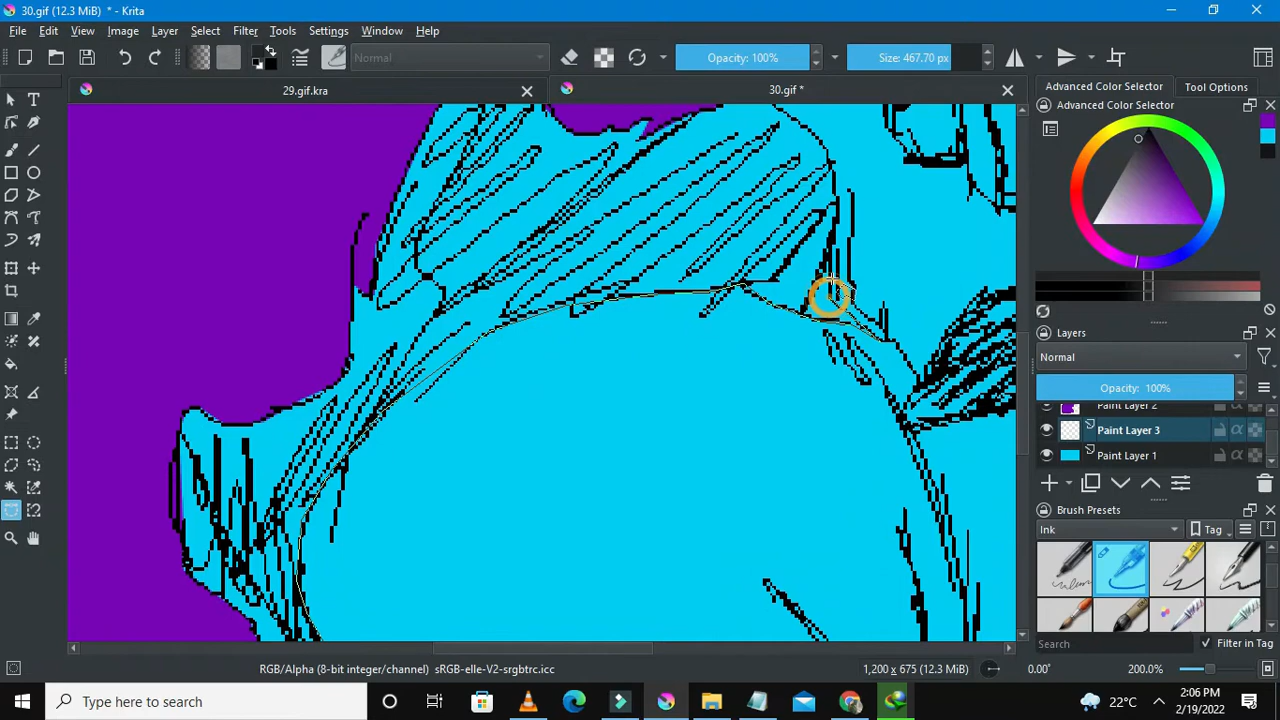 30.gif (12.3 MiB) * - Krita
File Edit View Image Layer Select Filter Tools Settings Window Help
Normal Opacity: 100% Size: 467.70 px
29.gif.kra 30.gif * Advanced Color Selector Tool Options
Advanced Color Selector
Layers
Normal
Opacity: 100%
Paint Layer 2
Paint Layer 3
Paint Layer 1
Brush Presets
Ink Tag
Search Filter in Tag
RGB/Alpha (8-bit integer/channel) sRGB-elle-V2-srgbtrc.icc 1,200 x 675 (12.3 MiB) 0.00° 200.0%
Type here to search 22°C 2:06 PM
2/19/2022